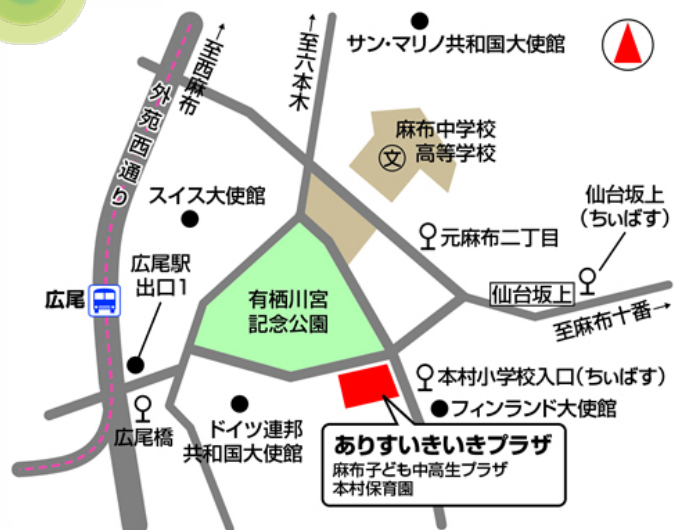 サン・マリノ共和国大使館
↑至六本木
↑至西麻布
外苑西通り
麻布中学校
高等学校
文
スイス大使館
仙台坂上
（ちぃばす）
元麻布二丁目
広尾駅
出口1
広尾
有栖川宮
記念公園
仙台坂上
至麻布十番→
本村小学校入口（ちぃばす）
フィンランド大使館
広尾橋
ドイツ連邦
共和国大使館
ありすいきいきプラザ
麻布子ども中高生プラザ
本村保育園